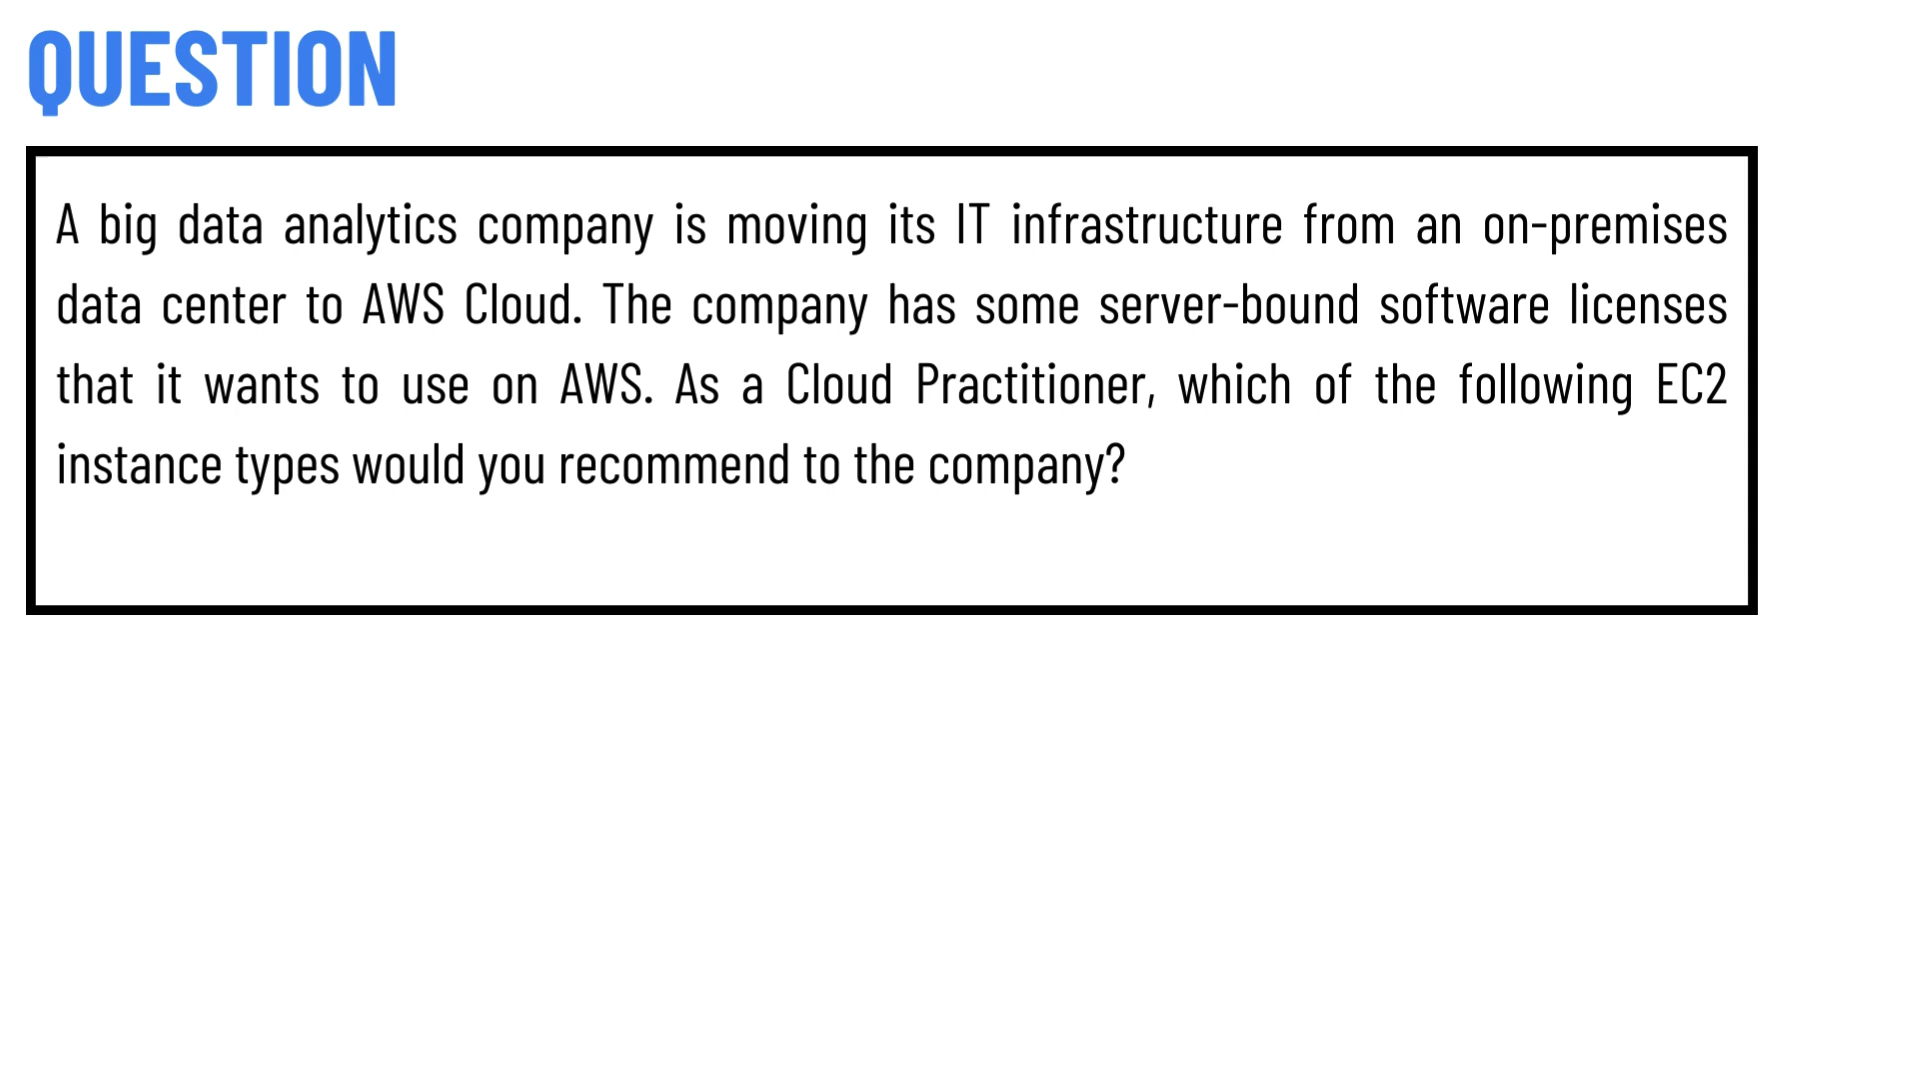 QUESTION
A big data analytics company is moving its IT infrastructure from an on-premises
data center to AWS Cloud. The company has some server-bound software licenses
that it wants to use on AWS. As a Cloud Practitioner, which of the following EC2
instance types would you recommend to the company?